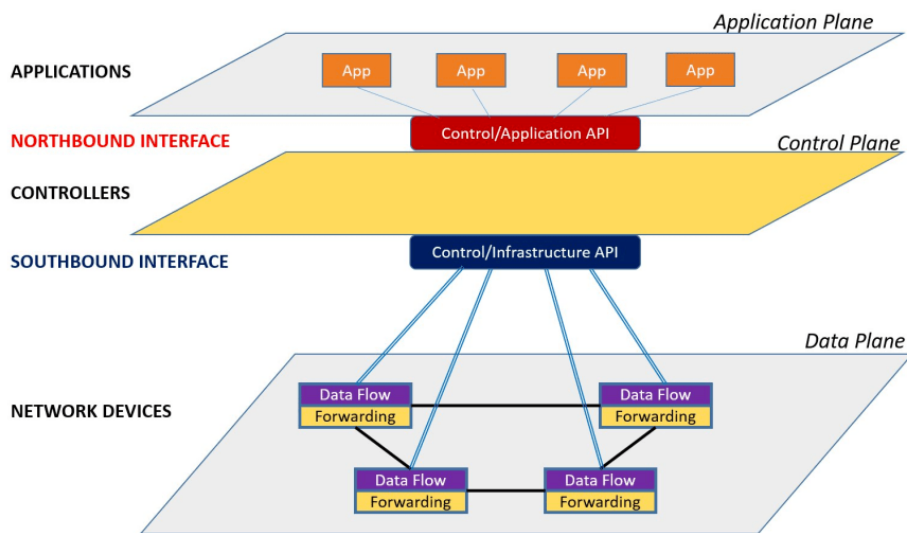 Application Plane
APPLICATIONS
App App App App
NORTHBOUND INTERFACE
Control/Application API
Control Plane
CONTROLLERS
SOUTHBOUND INTERFACE
Control/Infrastructure API
Data Plane
NETWORK DEVICES
Data Flow
Forwarding
Data Flow
Forwarding
Data Flow
Forwarding
Data Flow
Forwarding